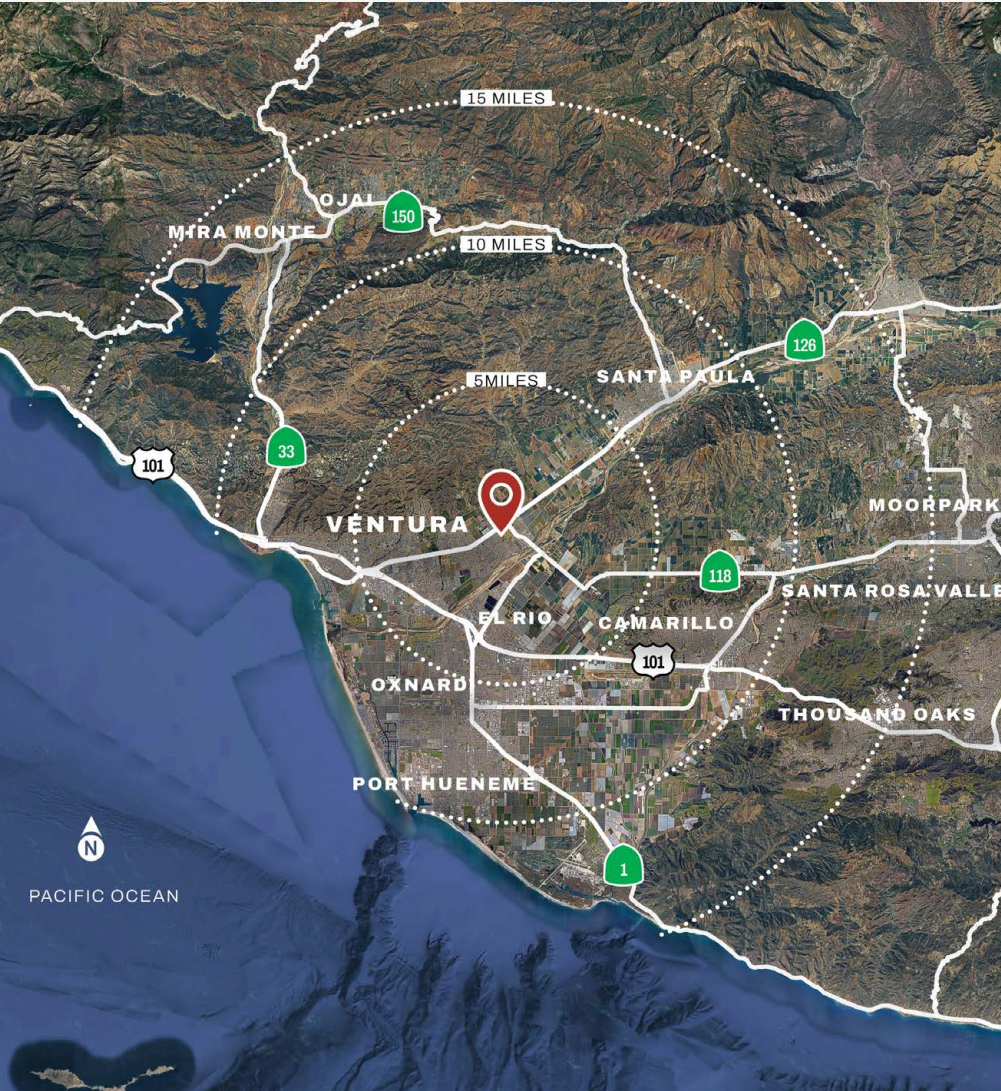 15 MILES
OJAI
150
MIRA MONTE
10 MILES
126
SANTA PAULA
5MILES
33
101
MOORPARK
VENTURA
118
SANTA ROSA VALLE
EL RIO
CAMARILLO
101
OXNARD
THOUSAND OAKS
PORT HUENEME
N
1
PACIFIC OCEAN